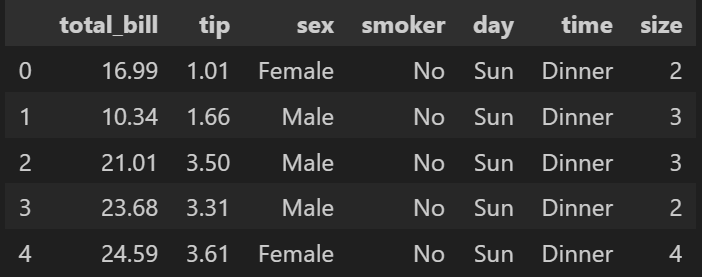 total_bill tip sex smoker day time size
0 16.99 1.01 Female No Sun Dinner 2
1 10.34 1.66 Male No Sun Dinner 3
2 21.01 3.50 Male No Sun Dinner 3
3 23.68 3.31 Male No Sun Dinner 2
4 24.59 3.61 Female No Sun Dinner 4